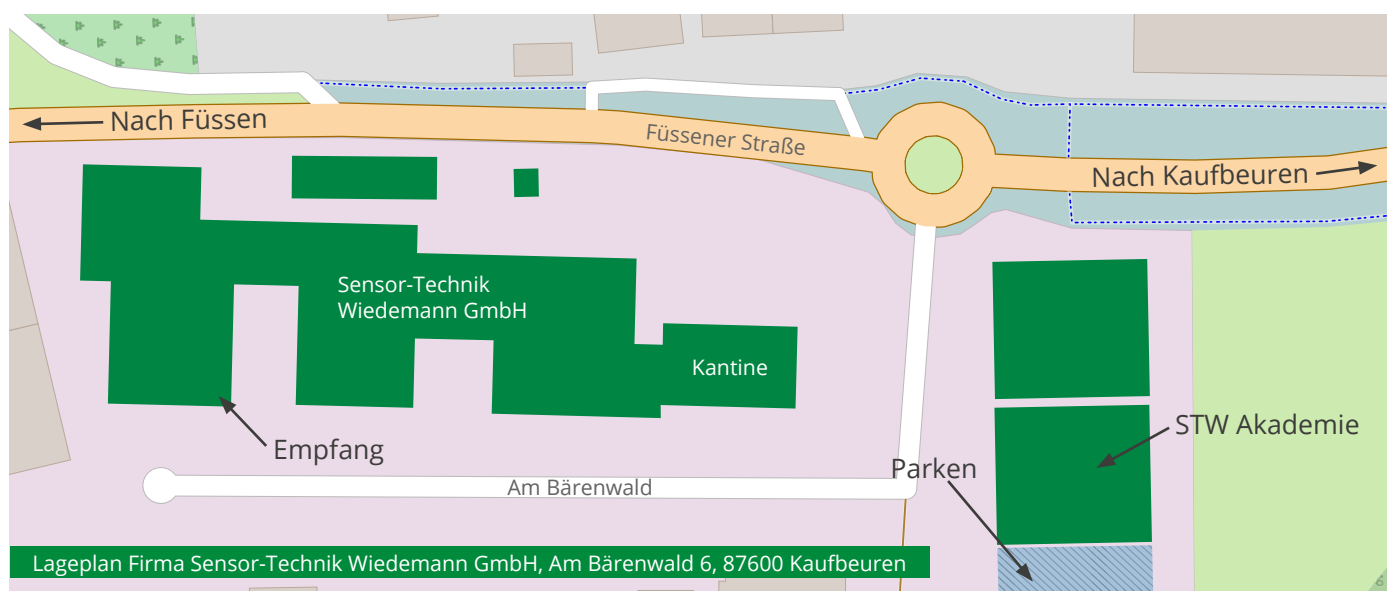 Nach Füssen
Füssener Straße
Nach Kaufbeuren
Sensor-Technik
Wiedemann GmbH
Kantine
STW Akademie
Empfang
Parken
Am Bärenwald
Lageplan Firma Sensor-Technik Wiedemann GmbH, Am Bärenwald 6, 87600 Kaufbeuren